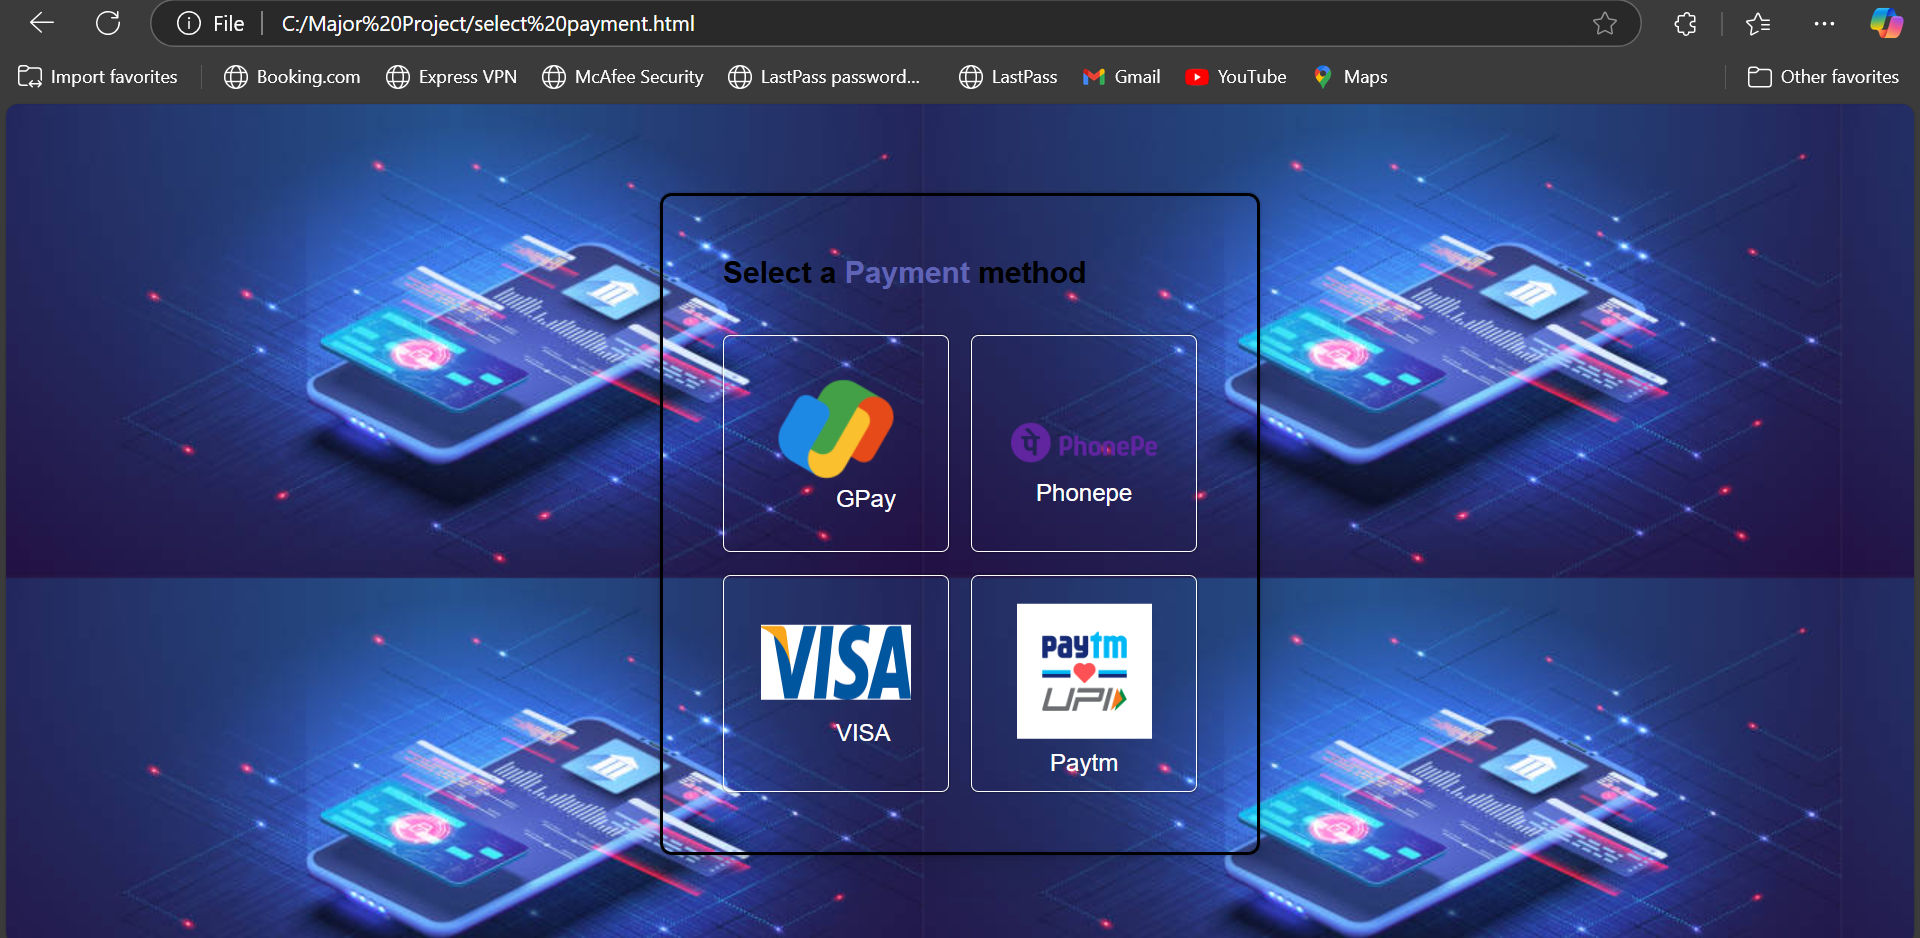 File
C:/Major%20Project/select%20payment.html
Import favorites
Booking.com
Express VPN
McAfee Security
LastPass password...
LastPass
Gmail
YouTube
Maps
Other favorites
Select a Payment method
GPay
पे PhonePe
Phonepe
VISA
VISA
paytm
UPI
Paytm